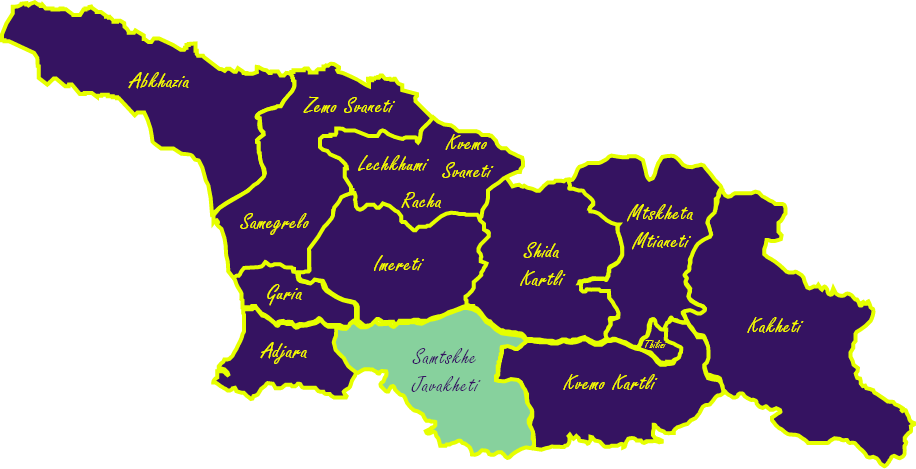 Abkhazia
Zemo Svaneti
Kvemo
Svaneti
Lechkhumi
Racha
Samegrelo
Mtskheta
Mtianeti
Shida
Kartli
Imereti
Guria
Kakheti
Adjara
Tbilisi
Samtskhe
Javakheti
Kvemo Kartli